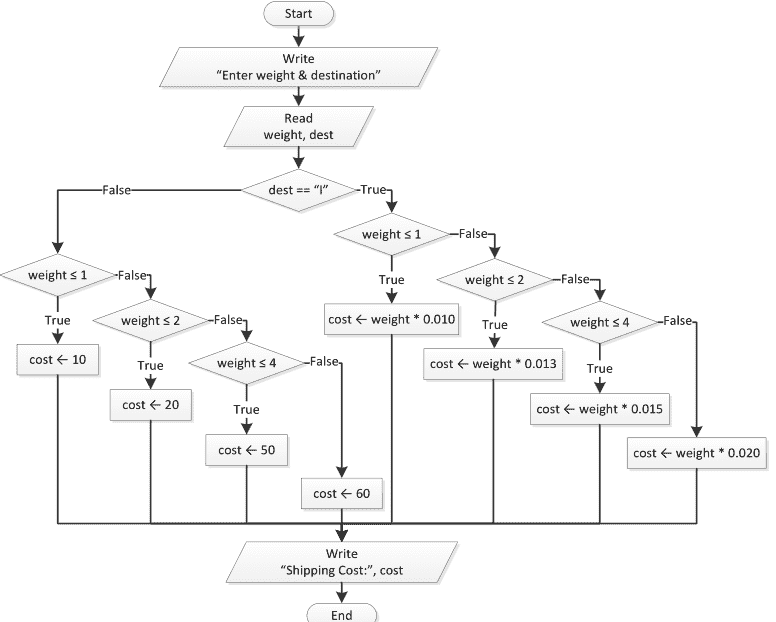 Start
Write
“Enter weight & destination”
Read
weight, dest
dest == “I”
False
True
weight ≤ 1
False
True
weight ≤ 2
False
True
weight ≤ 4
False
True
cost ← weight * 0.010
cost ← weight * 0.013
cost ← weight * 0.015
cost ← weight * 0.020
weight ≤ 1
False
True
weight ≤ 2
False
True
weight ≤ 4
False
True
cost ← 10
cost ← 20
cost ← 50
cost ← 60
Write
“Shipping Cost:”, cost
End